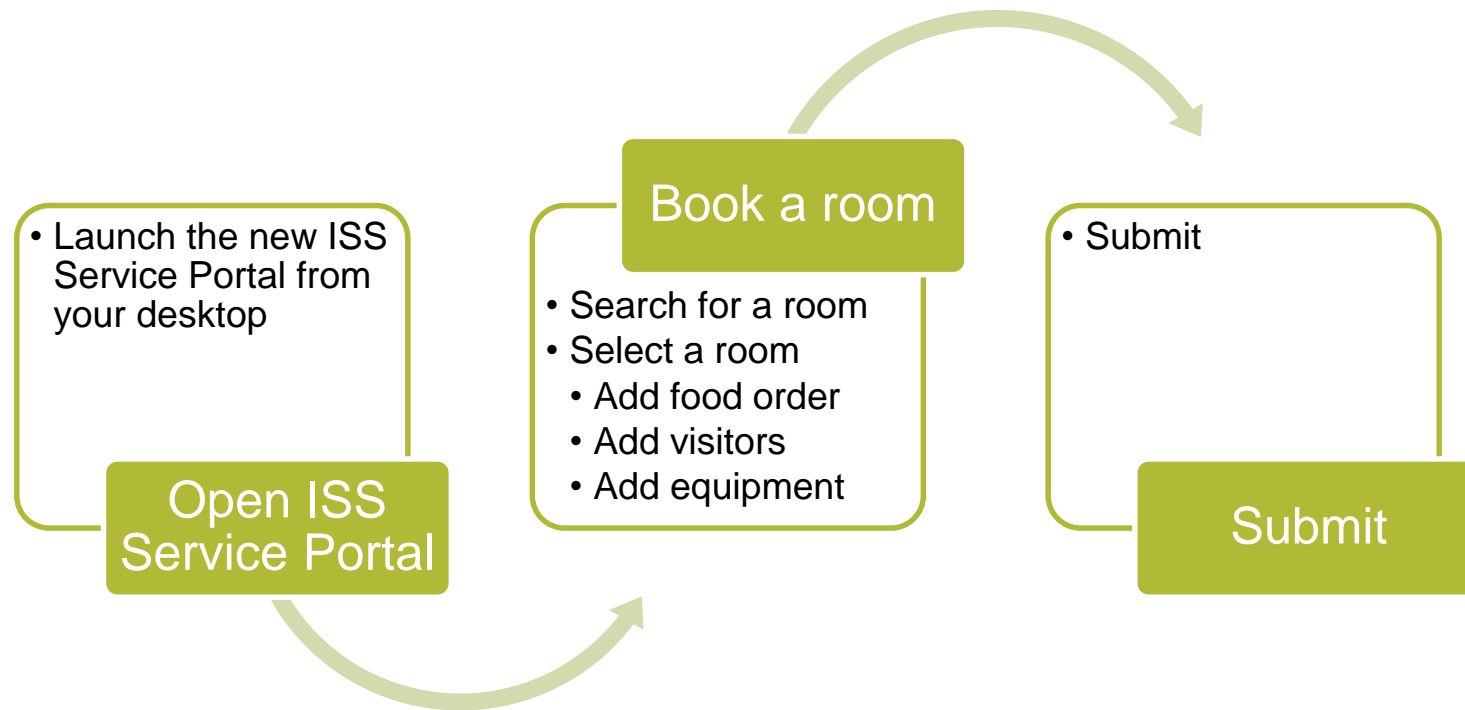 • Launch the new ISS
Service Portal from
your desktop
Open ISS
Service Portal
Book a room
• Search for a room
• Select a room
• Add food order
• Add visitors
• Add equipment
• Submit
Submit